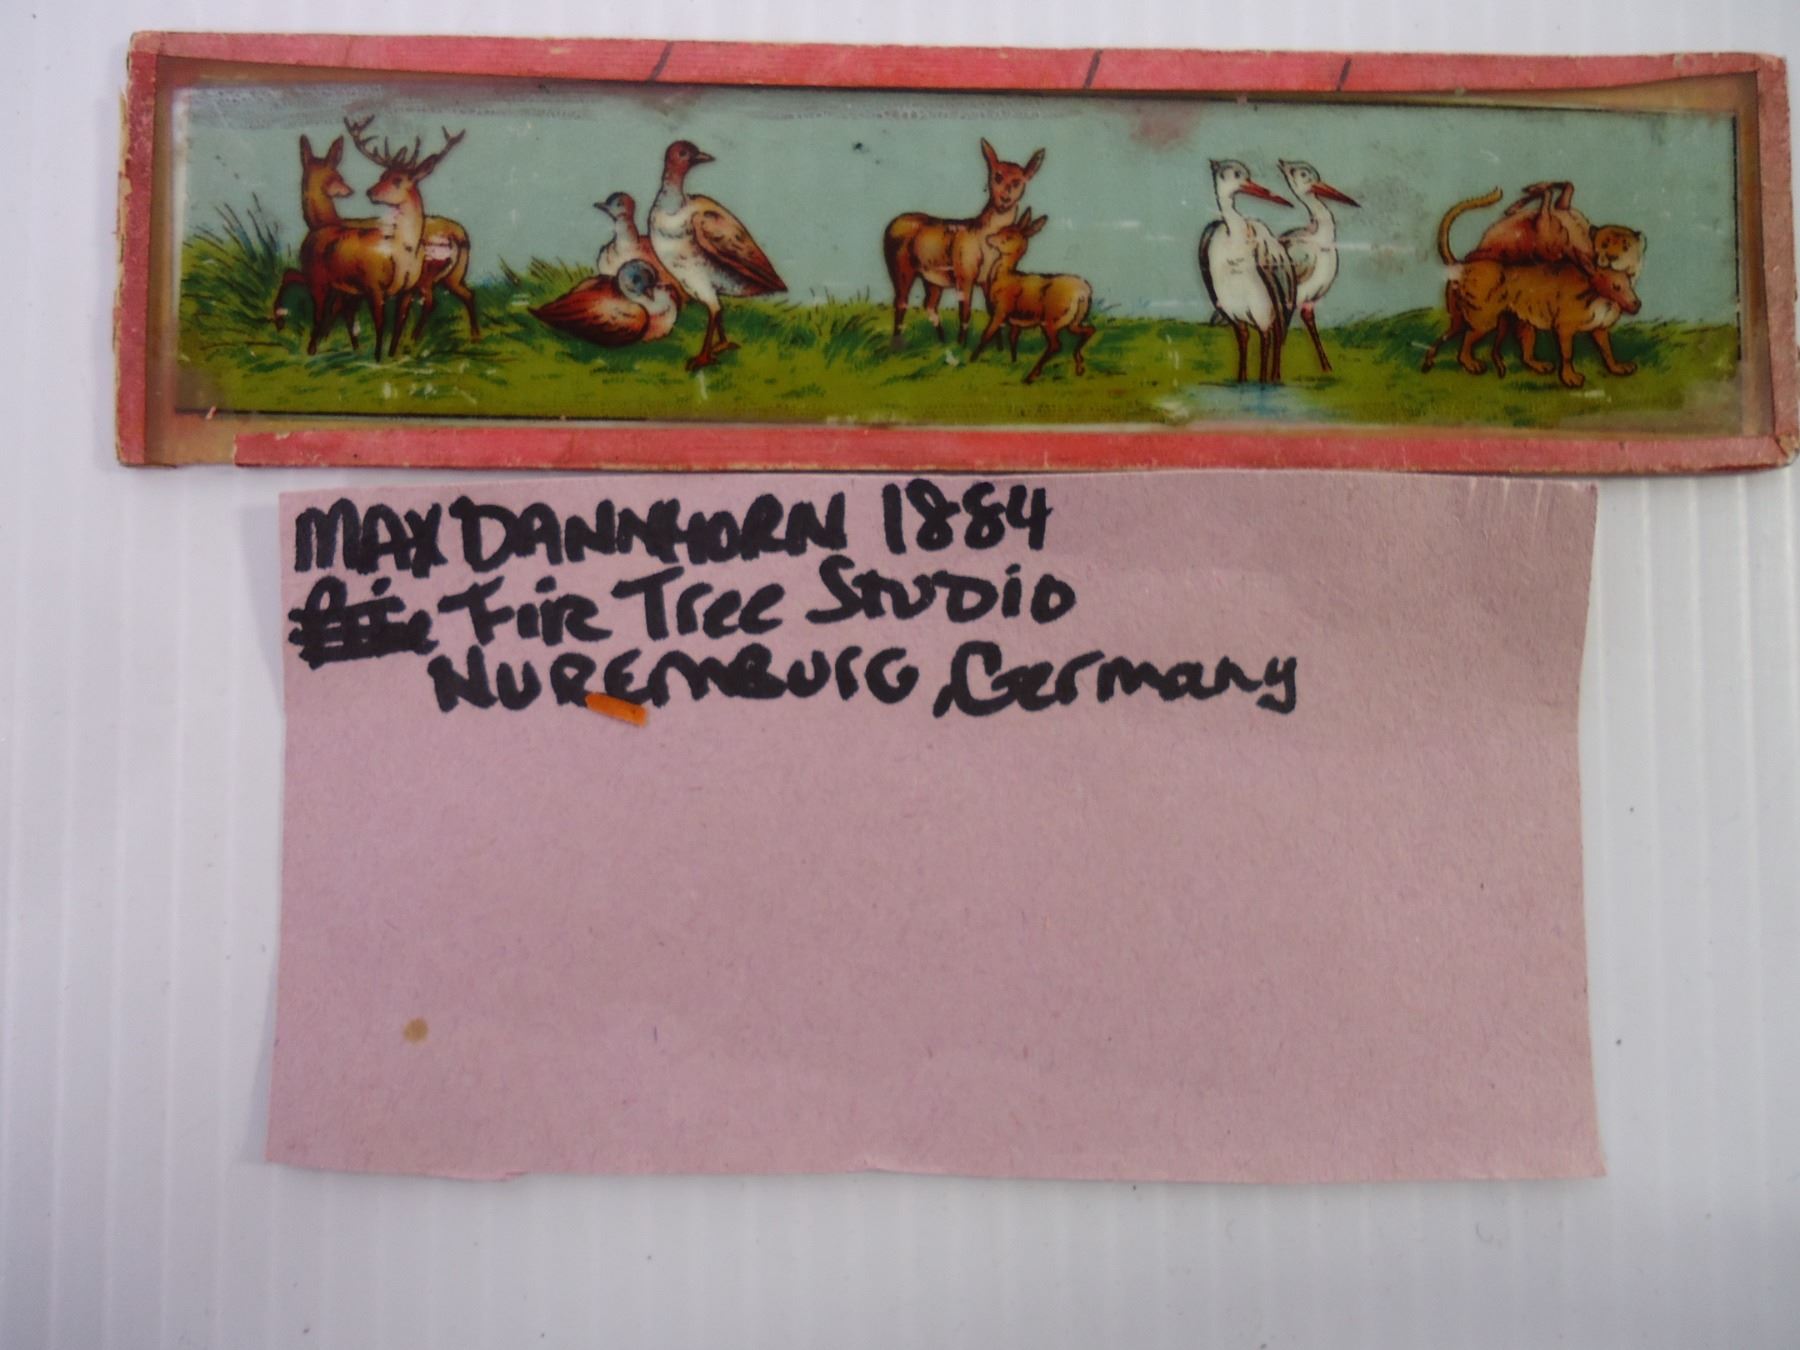 MAX DANNHORN 1884
Fir Tree Studio
NUREMBURG, Germany